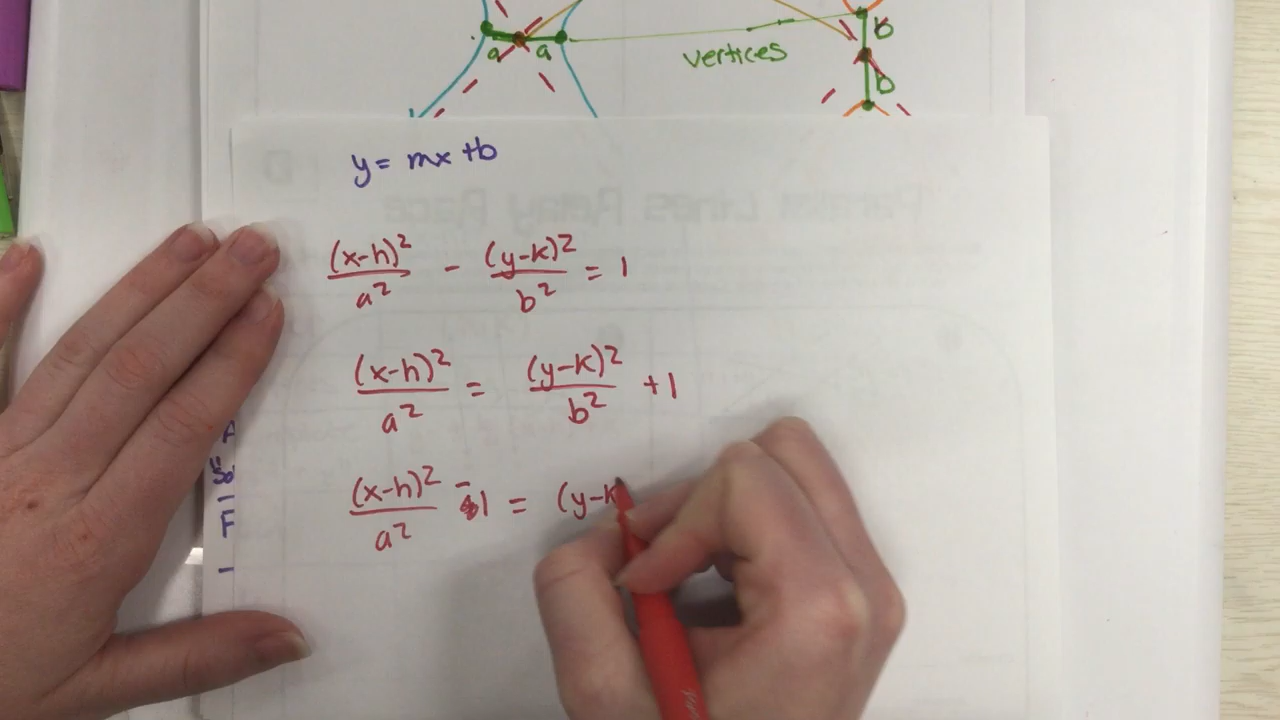 a a vertices b
b
y = mx + b
(x-h)²/a² - (y-k)²/b² = 1
(x-h)²/a² = (y-k)²/b² + 1
(x-h)²/a² - 1 = (y-k